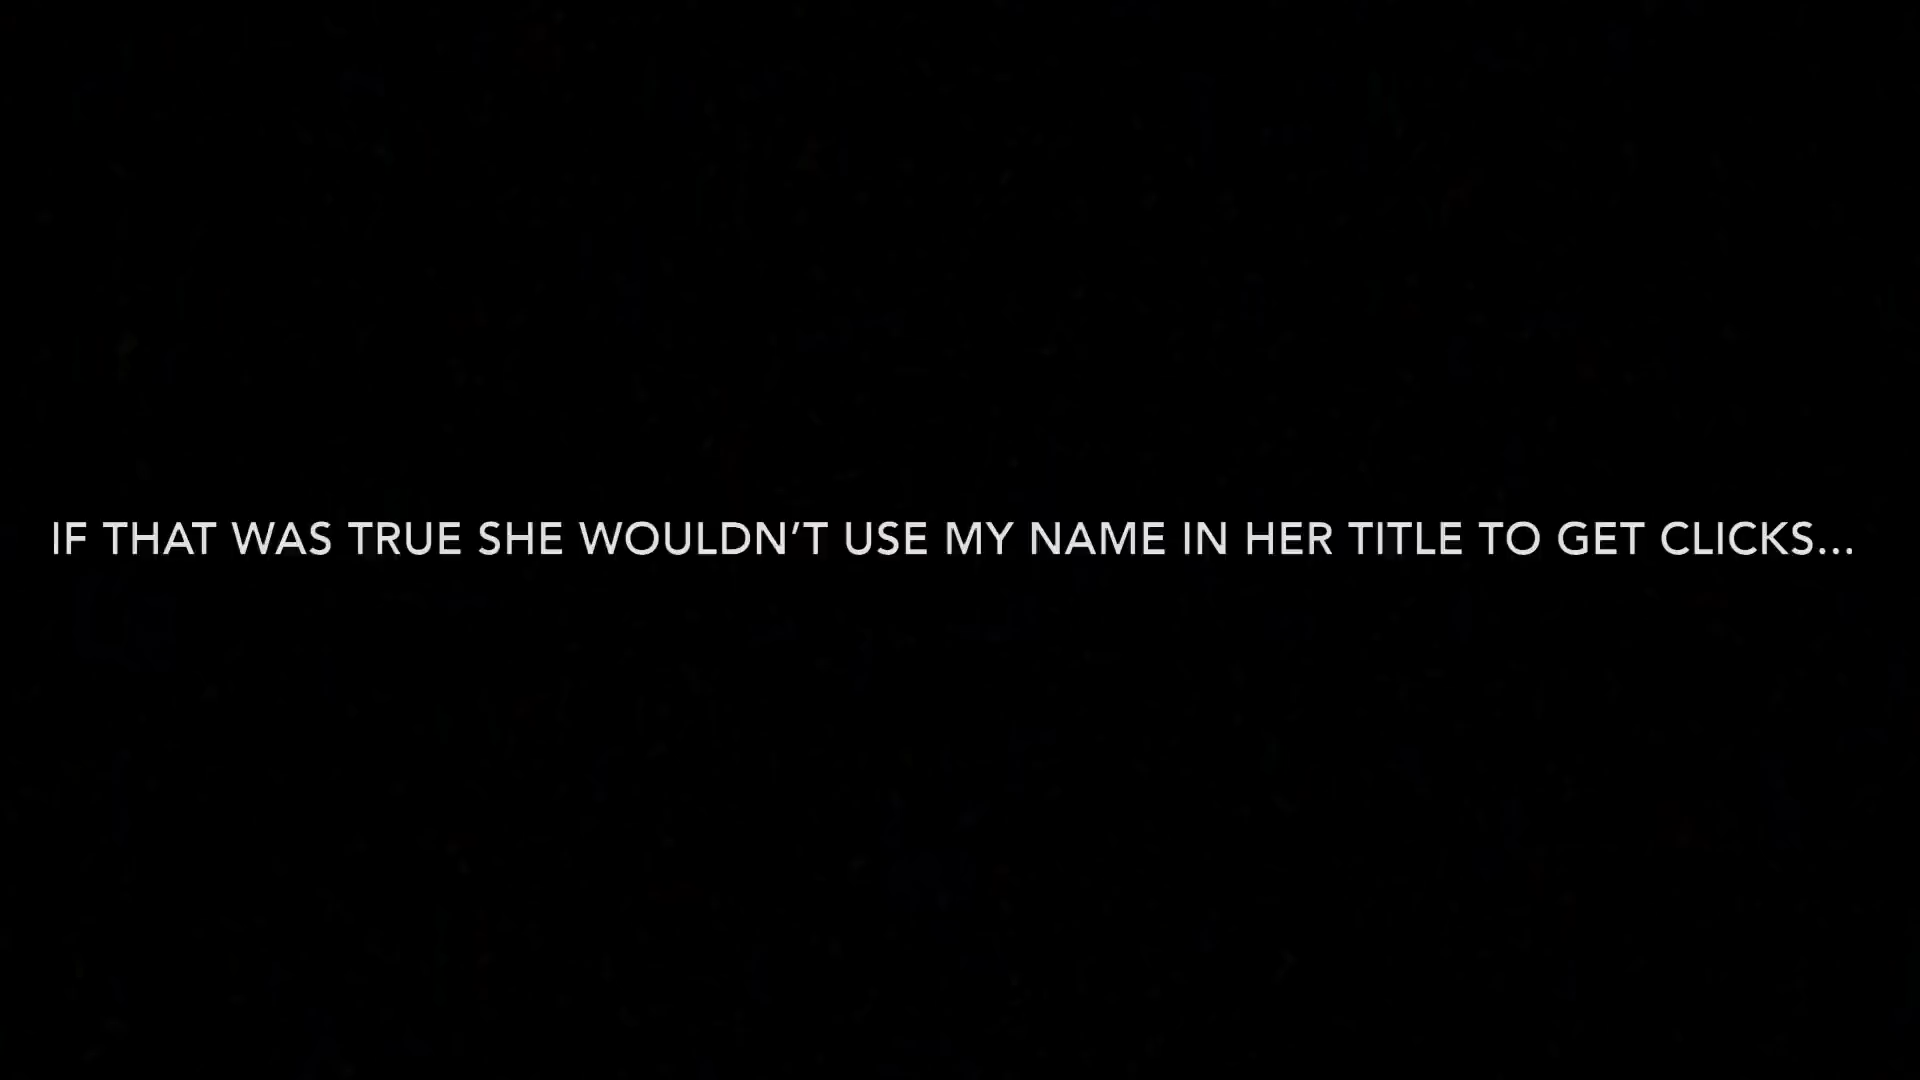 IF THAT WAS TRUE SHE WOULDN’T USE MY NAME IN HER TITLE TO GET CLICKS...